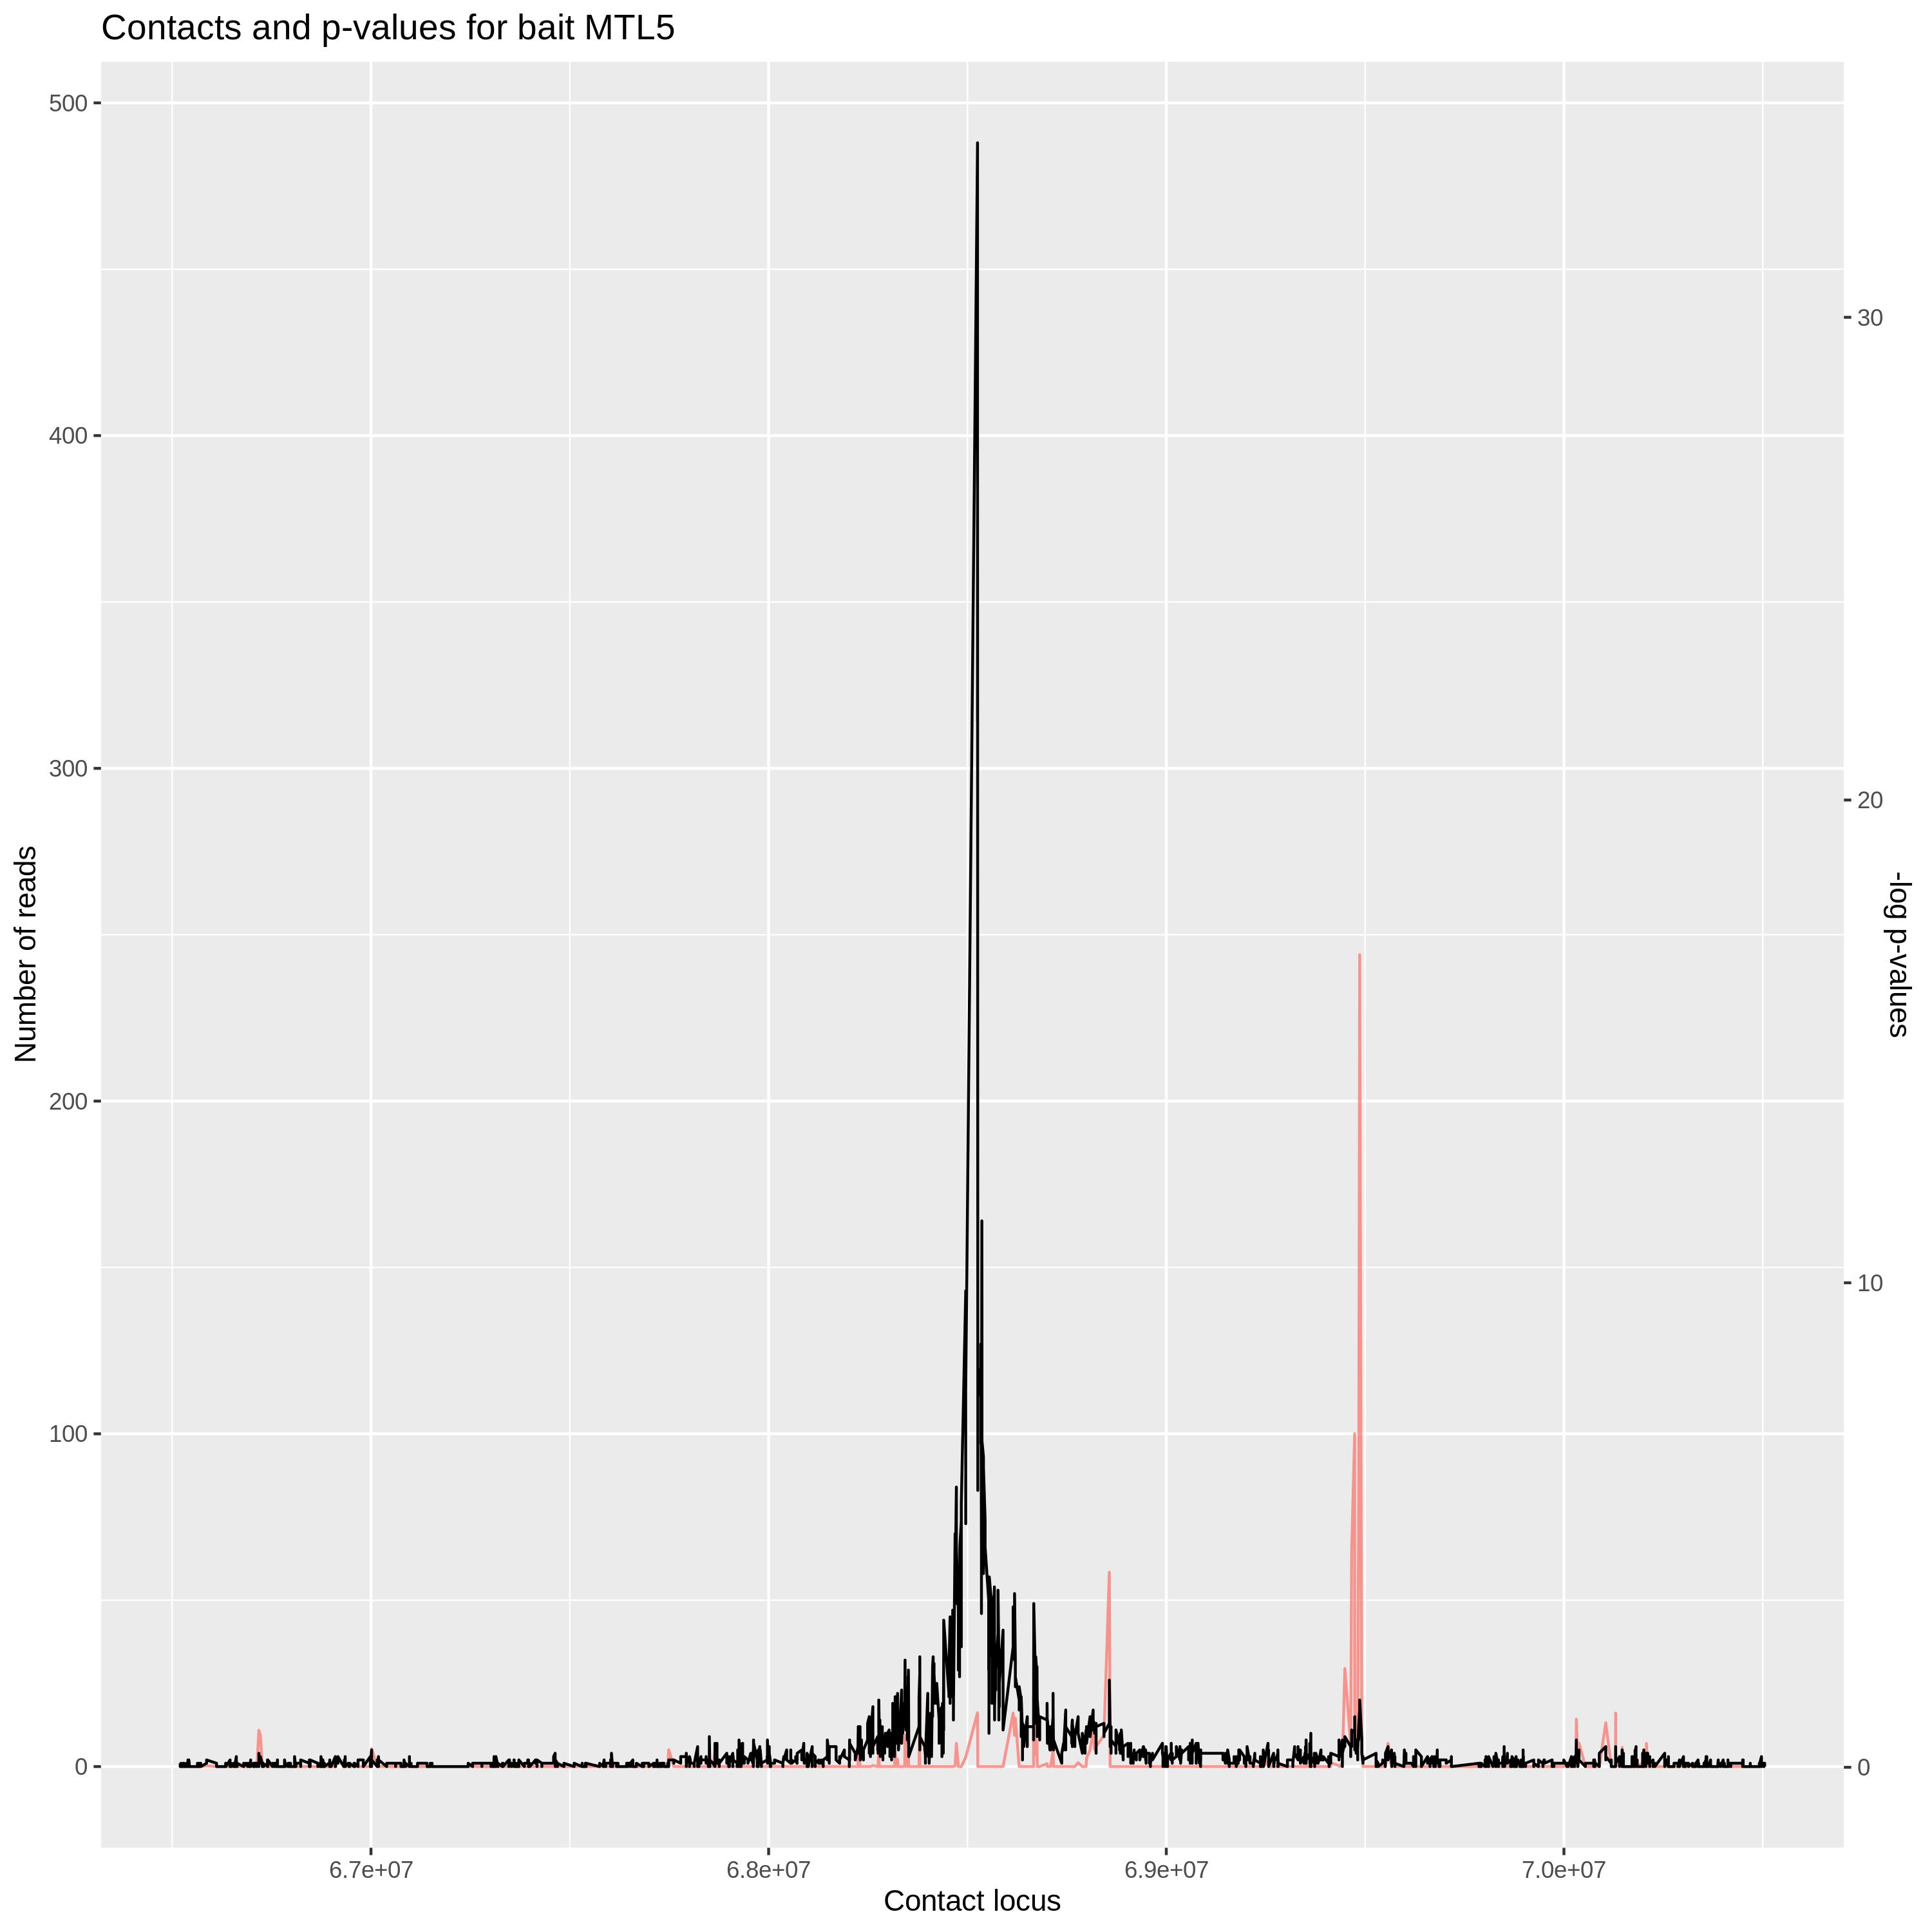 Contacts and p-values for bait MTL5
500
400
300
200
100
0
Number of reads
30
20
10
0
-log p-values
6.7e+07
6.8e+07
6.9e+07
7.0e+07
Contact locus